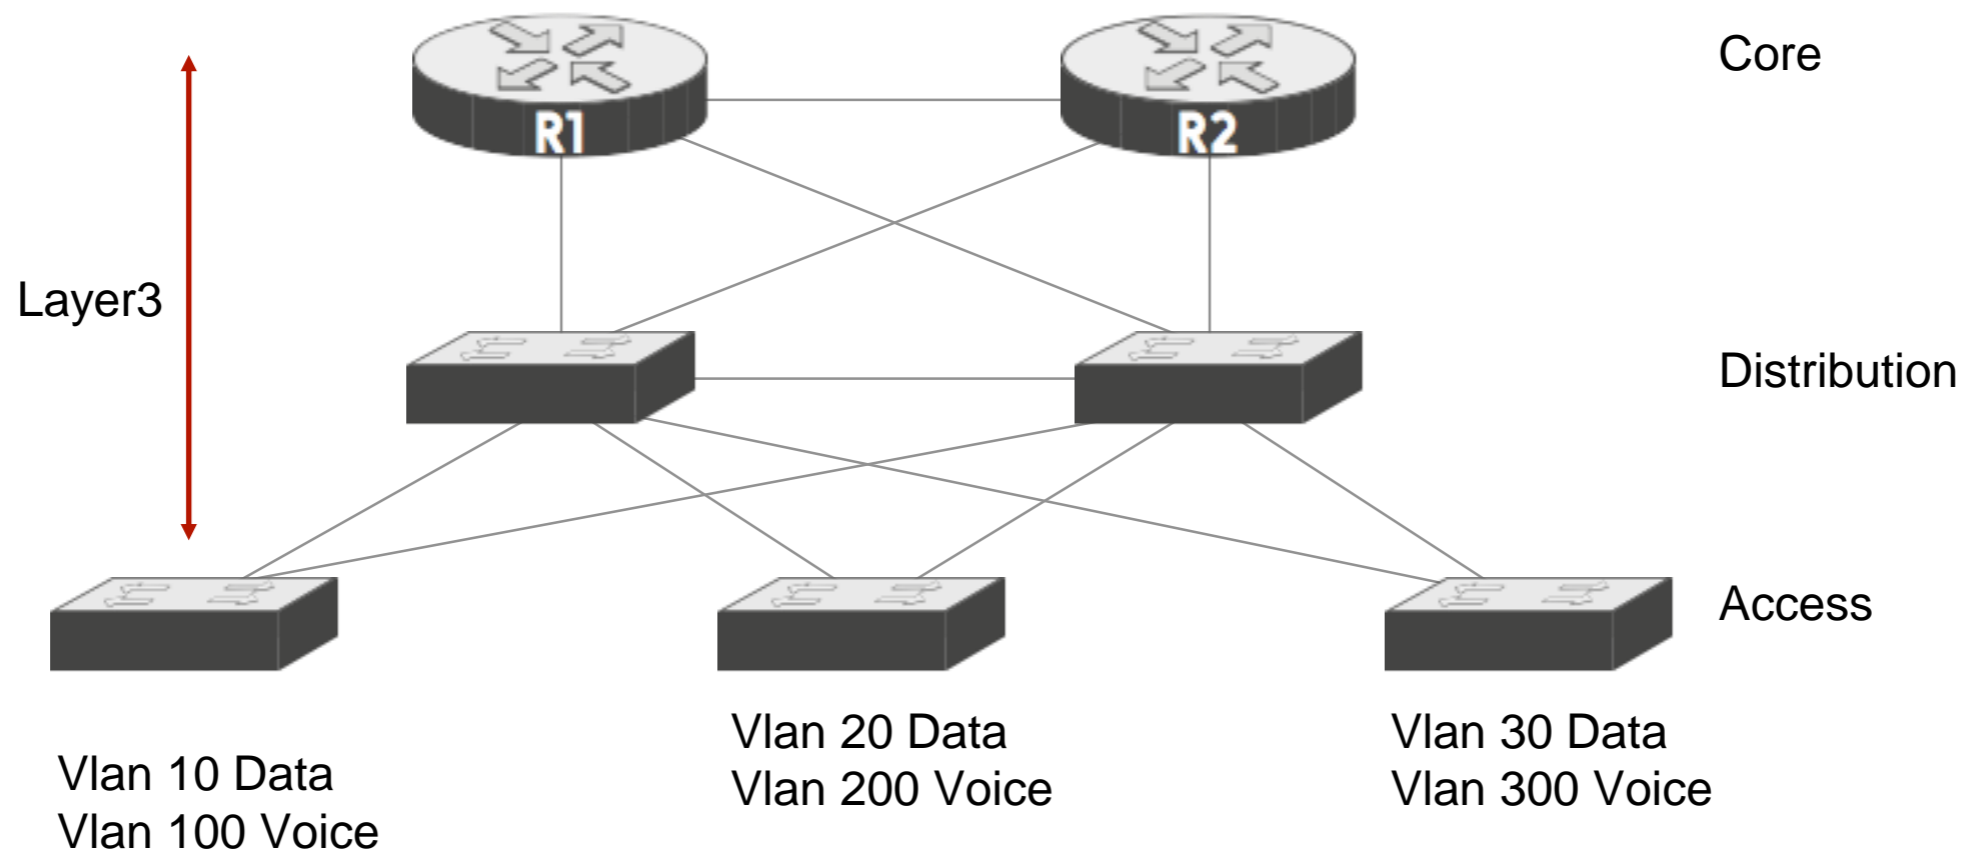 Core
R1
R2
Layer3
Distribution
Access
Vlan 10 Data
Vlan 100 Voice
Vlan 20 Data
Vlan 200 Voice
Vlan 30 Data
Vlan 300 Voice